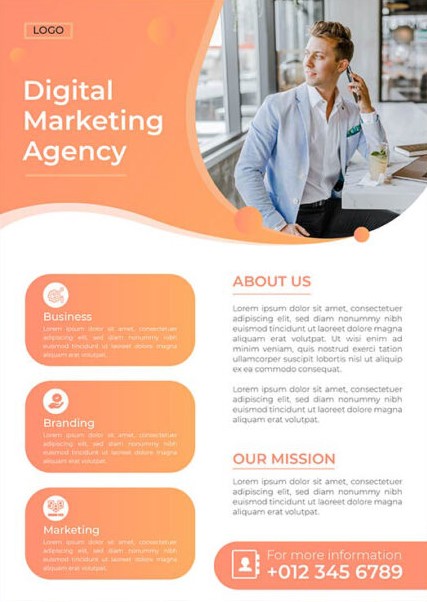 LOGO
Digital
Marketing
Agency
Business
Lorem ipsum dolor sit amet, consectetuer
adipiscing elit, sed diam nonummy nibh
euismod tincidunt ut laoreet dolore magna
aliquam erat volutpat.
Branding
Lorem ipsum dolor sit amet, consectetuer
adipiscing elit, sed diam nonummy nibh
euismod tincidunt ut laoreet dolore magna
aliquam erat volutpat.
Marketing
Lorem ipsum dolor sit amet, consectetuer
adipiscing elit, sed diam nonummy nibh
euismod tincidunt ut laoreet dolore magna
aliquam erat volutpat.
ABOUT US
Lorem ipsum dolor sit amet, consectetuer
adipiscing elit, sed diam nonummy nibh
euismod tincidunt ut laoreet dolore magna
aliquam erat volutpat. Ut wisi enim ad
minim veniam, quis nostrud exerci tation
ullamcorper suscipit lobortis nisl ut aliquip
ex ea commodo consequat.
Lorem ipsum dolor sit amet, consectetuer
adipiscing elit, sed diam nonummy nibh
euismod tincidunt ut laoreet dolore magna
aliquam erat volutpat.
OUR MISSION
Lorem ipsum dolor sit amet, consectetuer
adipiscing elit, sed diam nonummy nibh
euismod tincidunt ut laoreet dolore magna
aliquam erat volutpat.
For more information
+012 345 6789